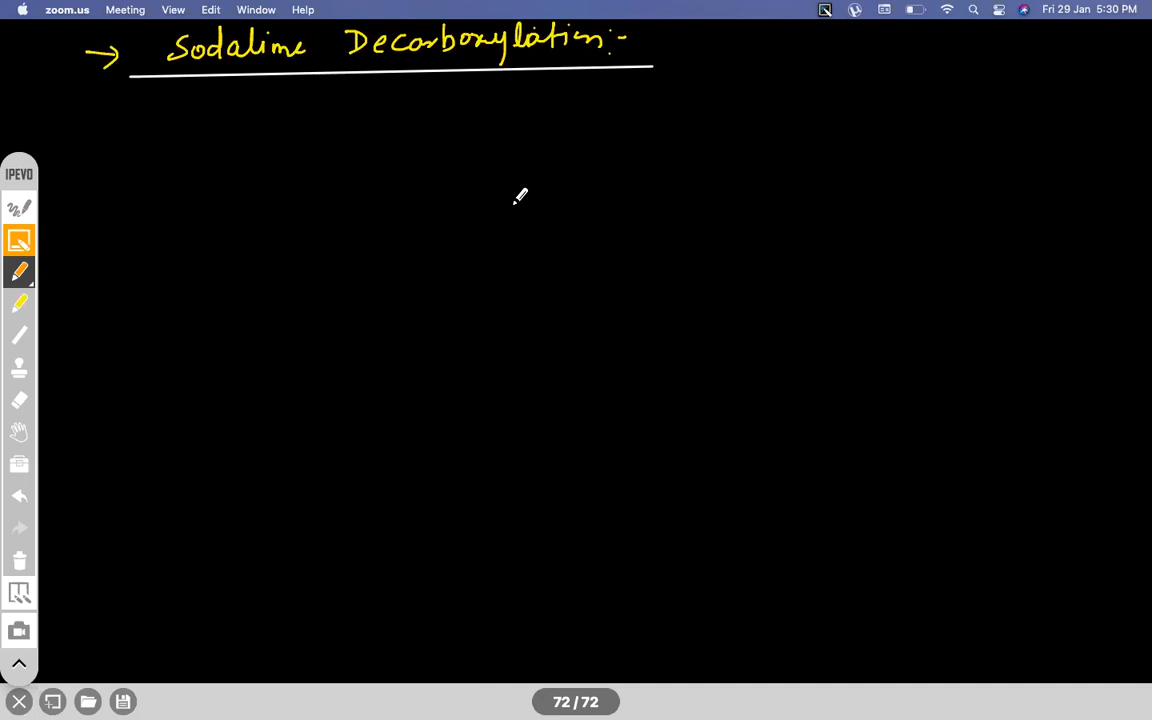 zoom.us Meeting View Edit Window Help Fri 29 Jan 5:30 PM
→ Sodalime Decarboxylation:-
IPEVO
72 / 72